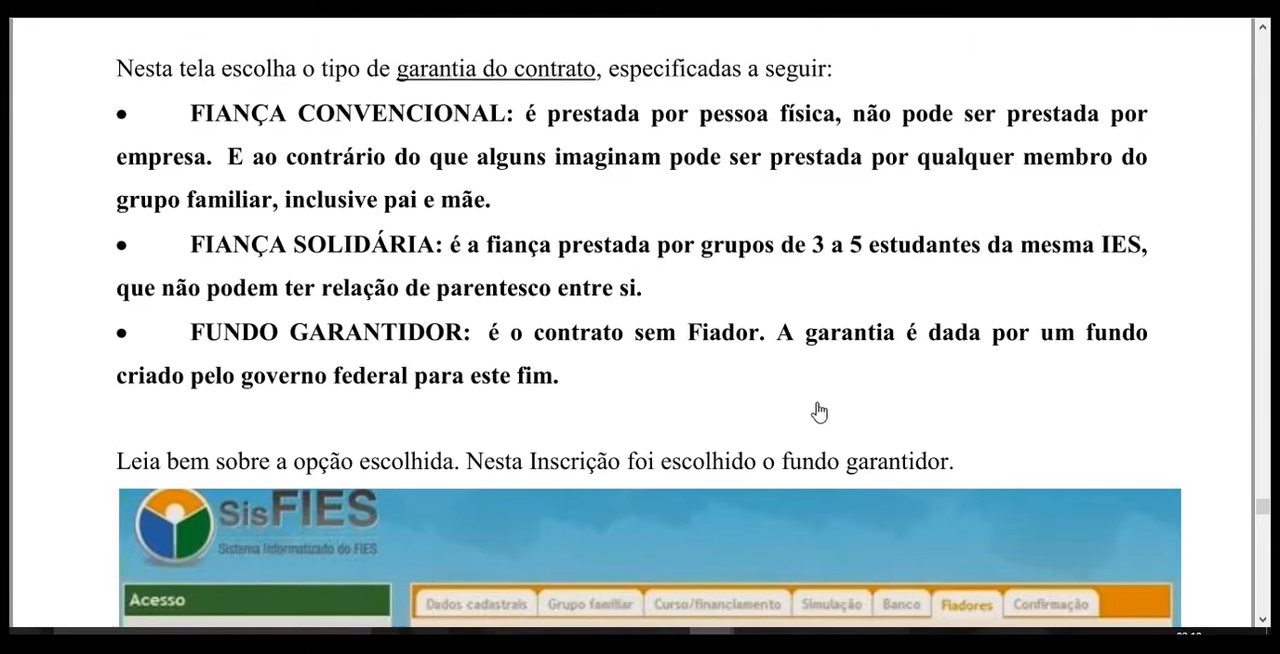 Nesta tela escolha o tipo de garantia do contrato, especificadas a seguir:
• FIANÇA CONVENCIONAL: é prestada por pessoa física, não pode ser prestada por
empresa. E ao contrário do que alguns imaginam pode ser prestada por qualquer membro do
grupo familiar, inclusive pai e mãe.
• FIANÇA SOLIDÁRIA: é a fiança prestada por grupos de 3 a 5 estudantes da mesma IES,
que não podem ter relação de parentesco entre si.
• FUNDO GARANTIDOR: é o contrato sem Fiador. A garantia é dada por um fundo
criado pelo governo federal para este fim.
Leia bem sobre a opção escolhida. Nesta Inscrição foi escolhido o fundo garantidor.
SisFIES
Sistema Informatizado do FIES
Acesso
Dados cadastrais Grupo familiar Curso/financiamento Simulação Banco Fiadores Confirmação